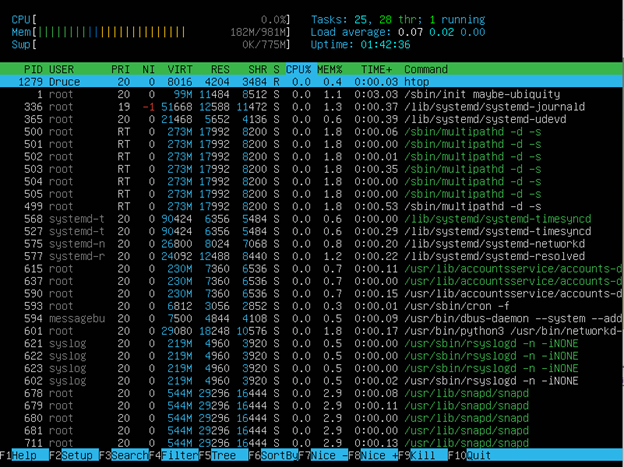 CPU[ 0.0%] Tasks: 25, 28 thr; 1 running
Mem[||||||||||||||||||||||||||||| 182M/981M] Load average: 0.07 0.02 0.00
Swp[ 0K/775M] Uptime: 01:42:36
PID USER PRI NI VIRT RES SHR S CPU% MEM% TIME+ Command
1279 Druce 20 0 8016 4204 3484 R 0.0 0.4 0:00.03 htop
1 root 20 0 99M 11484 8512 S 0.0 1.1 0:03.03 /sbin/init maybe-ubiquity
336 root 19 -1 51668 12588 11472 S 0.0 1.3 0:00.37 /lib/systemd/systemd-journald
365 root 20 0 21468 5652 4136 S 0.0 0.6 0:00.39 /lib/systemd/systemd-udevd
500 root RT 0 273M 17992 8200 S 0.0 1.8 0:00.06 /sbin/multipathd -d -s
501 root RT 0 273M 17992 8200 S 0.0 1.8 0:00.00 /sbin/multipathd -d -s
502 root RT 0 273M 17992 8200 S 0.0 1.8 0:00.01 /sbin/multipathd -d -s
503 root RT 0 273M 17992 8200 S 0.0 1.8 0:00.35 /sbin/multipathd -d -s
504 root RT 0 273M 17992 8200 S 0.0 1.8 0:00.00 /sbin/multipathd -d -s
505 root RT 0 273M 17992 8200 S 0.0 1.8 0:00.00 /sbin/multipathd -d -s
499 root RT 0 273M 17992 8200 S 0.0 1.8 0:00.53 /sbin/multipathd -d -s
568 systemd-t 20 0 90424 6356 5484 S 0.0 0.6 0:00.00 /lib/systemd/systemd-timesyncd
527 systemd-t 20 0 90424 6356 5484 S 0.0 0.6 0:00.29 /lib/systemd/systemd-timesyncd
575 systemd-n 20 0 26800 8024 7068 S 0.0 0.8 0:00.20 /lib/systemd/systemd-networkd
577 systemd-r 20 0 24092 12488 8440 S 0.0 1.2 0:00.22 /lib/systemd/systemd-resolved
615 root 20 0 230M 7360 6536 S 0.0 0.7 0:00.11 /usr/lib/accountsservice/accounts-d
637 root 20 0 230M 7360 6536 S 0.0 0.7 0:00.00 /usr/lib/accountsservice/accounts-d
590 root 20 0 230M 7360 6536 S 0.0 0.7 0:00.15 /usr/lib/accountsservice/accounts-d
593 root 20 0 6812 3056 2852 S 0.0 0.3 0:00.01 /usr/sbin/cron -f
594 messagebu 20 0 7500 4844 4108 S 0.0 0.5 0:00.09 /usr/bin/dbus-daemon --system --add
601 root 20 0 29080 18248 10576 S 0.0 1.8 0:00.17 /usr/bin/python3 /usr/bin/networkd-
621 syslog 20 0 219M 4960 3920 S 0.0 0.5 0:00.00 /usr/sbin/rsyslogd -n -iNONE
622 syslog 20 0 219M 4960 3920 S 0.0 0.5 0:00.00 /usr/sbin/rsyslogd -n -iNONE
623 syslog 20 0 219M 4960 3920 S 0.0 0.5 0:00.00 /usr/sbin/rsyslogd -n -iNONE
602 syslog 20 0 219M 4960 3920 S 0.0 0.5 0:00.02 /usr/sbin/rsyslogd -n -iNONE
678 root 20 0 544M 29296 16444 S 0.0 2.9 0:00.08 /usr/lib/snapd/snapd
679 root 20 0 544M 29296 16444 S 0.0 2.9 0:00.11 /usr/lib/snapd/snapd
680 root 20 0 544M 29296 16444 S 0.0 2.9 0:00.00 /usr/lib/snapd/snapd
681 root 20 0 544M 29296 16444 S 0.0 2.9 0:00.00 /usr/lib/snapd/snapd
711 root 20 0 544M 29296 16444 S 0.0 2.9 0:00.13 /usr/lib/snapd/snapd
F1Help F2Setup F3SearchF4FilterF5Tree F6SortByF7Nice -F8Nice +F9Kill F10Quit